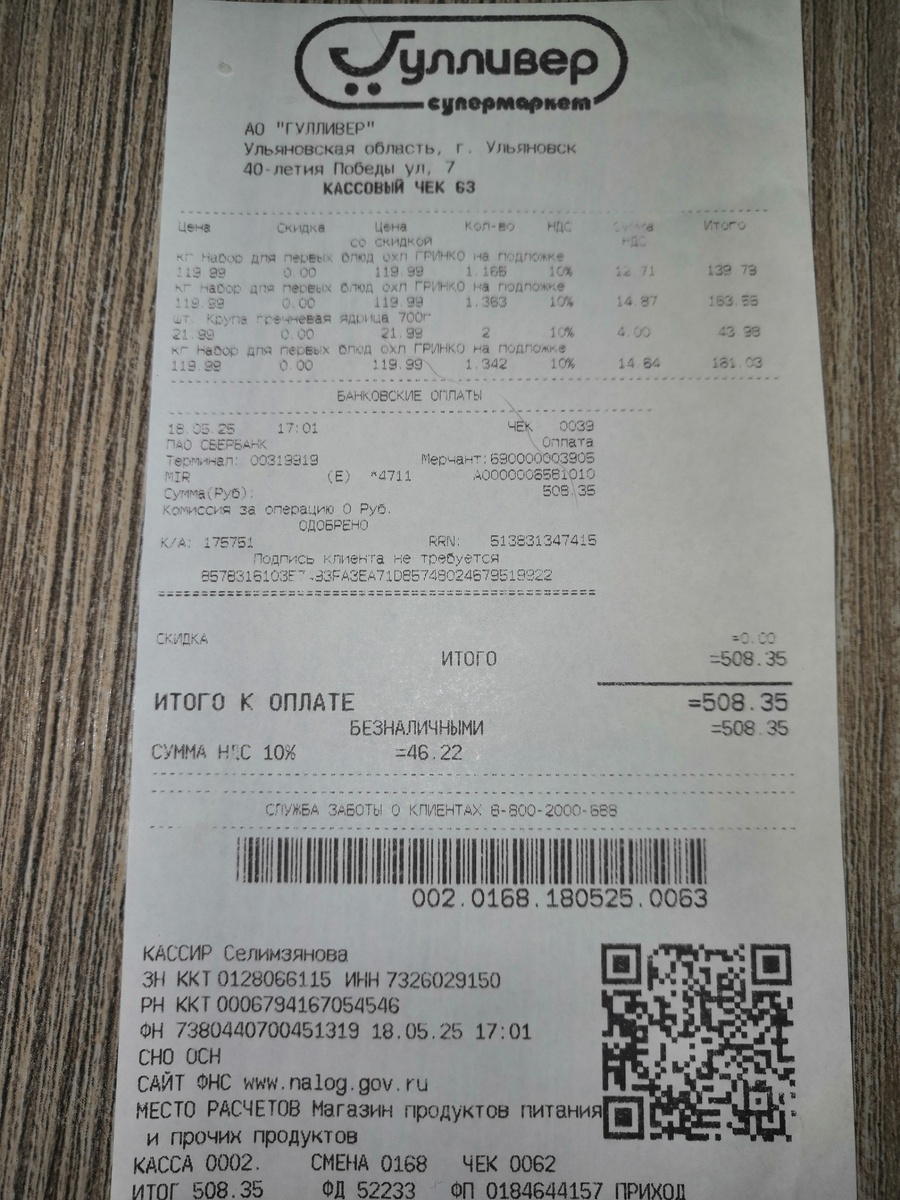 Гулливер
супермаркет
АО "ГУЛЛИВЕР"
Ульяновская область, г. Ульяновск
40-летия Победы ул, 7
КАССОВЫЙ ЧЕК 63
Цена Скидка Цена Кол-во НДС Сумма Итого
со скидкой НДС
кг Набор для первых блюд охл ГРИНКО на подложке
119.99 0.00 119.99 1.165 10% 12.71 139.79
кг Набор для первых блюд охл ГРИНКО на подложке
119.99 0.00 119.99 1.363 10% 14.87 163.55
шт. Крупа гречневая ядрица 700г
21.99 0.00 21.99 2 10% 4.00 43.98
кг Набор для первых блюд охл ГРИНКО на подложке
119.99 0.00 119.99 1.342 10% 14.64 161.03
БАНКОВСКИЕ ОПЛАТЫ
18.05.25 17:01 ЧЕК 0039
ПАО СБЕРБАНК Оплата
Терминал: 00319919 Мерчант: 690000003905
MIR (E) *4711 A0000006581010
Сумма(Руб): 508.35
Комиссия за операцию 0 Руб.
ОДОБРЕНО
К/А: 175751 RRN: 513831347415
Подпись клиента не требуется
СКИДКА =0.00
ИТОГО =508.35
ИТОГО К ОПЛАТЕ =508.35
БЕЗНАЛИЧНЫМИ =508.35
СУММА НДС 10% =46.22
СЛУЖБА ЗАБОТЫ О КЛИЕНТАХ 8-800-2000-688
002.0168.180525.0063
КАССИР Селимзянова
ЗН ККТ 0128066115 ИНН 7326029150
РН ККТ 0006794167054546
ФН 7380440700451319 18.05.25 17:01
СНО ОСН
САЙТ ФНС www.nalog.gov.ru
МЕСТО РАСЧЕТОВ Магазин продуктов питания
и прочих продуктов
КАССА 0002. СМЕНА 0168 ЧЕК 0062
ИТОГ 508.35 ФД 52233 ФП 0184644157 ПРИХОД